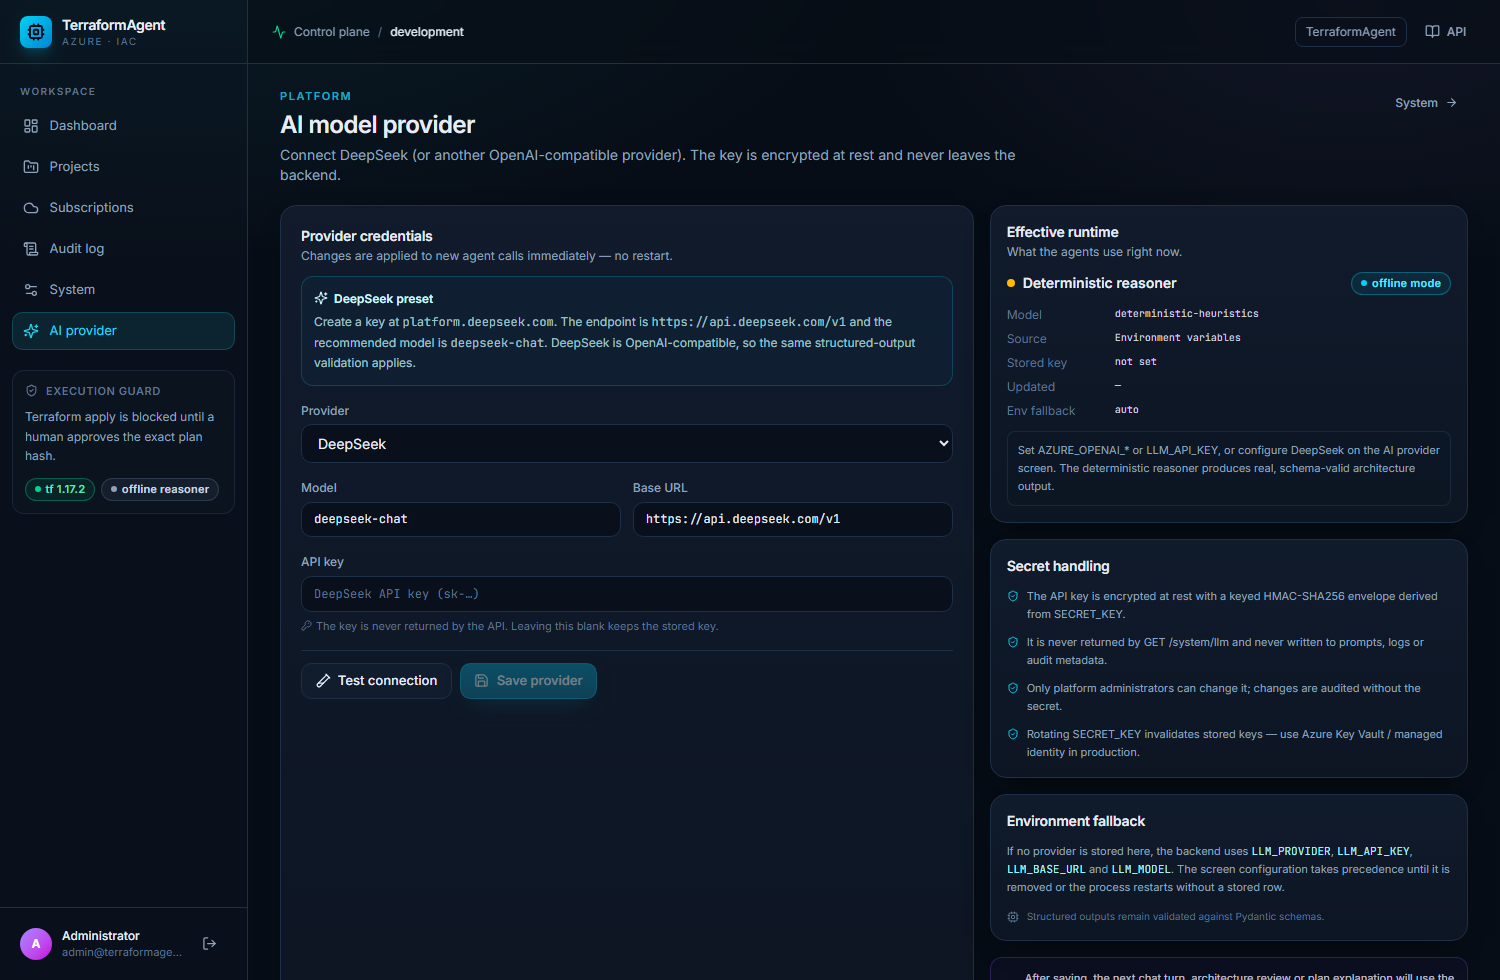 TerraformAgent
AZURE · IAC
Control plane / development
TerraformAgent
API
WORKSPACE
Dashboard
Projects
Subscriptions
Audit log
System
AI provider
EXECUTION GUARD
Terraform apply is blocked until a
human approves the exact plan
hash.
tf 1.17.2
offline reasoner
Administrator
admin@terraformage...
A
PLATFORM
AI model provider
Connect DeepSeek (or another OpenAI-compatible provider). The key is encrypted at rest and never leaves the
backend.
System →
Provider credentials
Changes are applied to new agent calls immediately — no restart.
DeepSeek preset
Create a key at platform.deepseek.com. The endpoint is https://api.deepseek.com/v1 and the
recommended model is deepseek-chat. DeepSeek is OpenAI-compatible, so the same structured-output
validation applies.
Provider
DeepSeek
Model
Base URL
deepseek-chat
https://api.deepseek.com/v1
API key
DeepSeek API key (sk-…)
The key is never returned by the API. Leaving this blank keeps the stored key.
Test connection
Save provider
Effective runtime
What the agents use right now.
Deterministic reasoner
offline mode
Model deterministic-heuristics
Source Environment variables
Stored key not set
Updated —
Env fallback auto
Set AZURE_OPENAI_* or LLM_API_KEY, or configure DeepSeek on the AI provider
screen. The deterministic reasoner produces real, schema-valid architecture
output.
Secret handling
The API key is encrypted at rest with a keyed HMAC-SHA256 envelope derived
from SECRET_KEY.
It is never returned by GET /system/llm and never written to prompts, logs or
audit metadata.
Only platform administrators can change it; changes are audited without the
secret.
Rotating SECRET_KEY invalidates stored keys — use Azure Key Vault / managed
identity in production.
Environment fallback
If no provider is stored here, the backend uses LLM_PROVIDER, LLM_API_KEY,
LLM_BASE_URL and LLM_MODEL. The screen configuration takes precedence until it is
removed or the process restarts without a stored row.
Structured outputs remain validated against Pydantic schemas.
After saving, the next chat turn, architecture review or plan explanation will use the